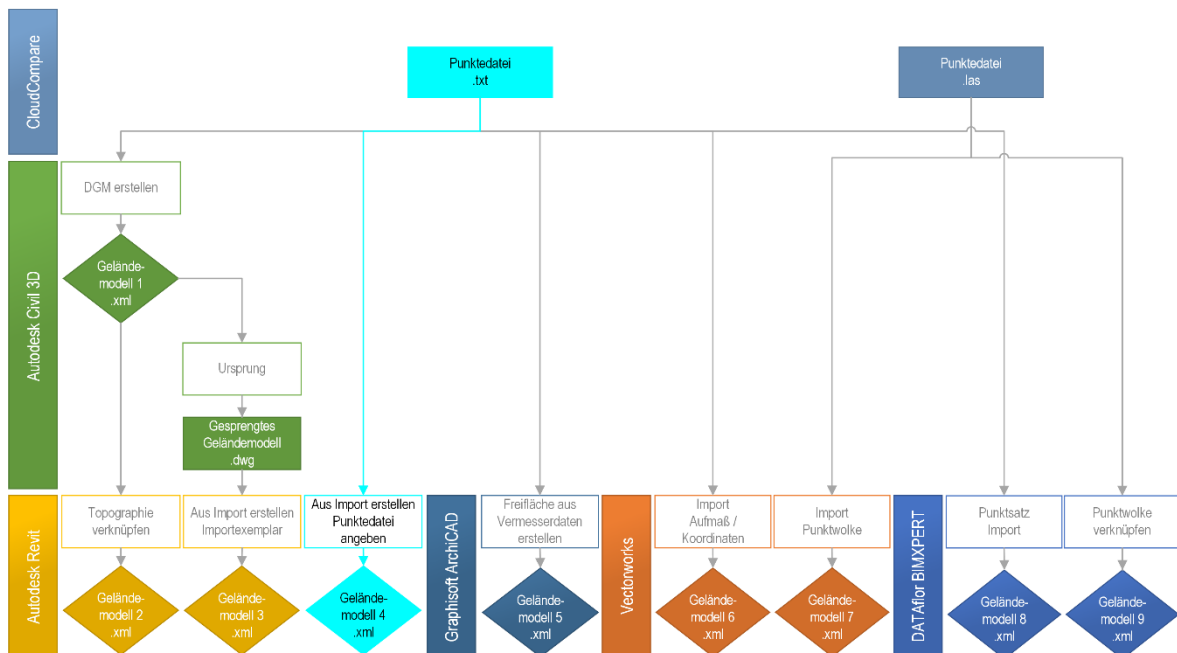 CloudCompare
Punktedatei
.txt
Punktedatei
.las
Autodesk Civil 3D
DGM erstellen
Gelände-
modell 1
.xml
Ursprung
Gesprengtes
Geländemodell
.dwg
Autodesk Revit
Topographie
verknüpfen
Aus Import erstellen
Importexemplar
Aus Import erstellen
Punktedatei
angeben
Gelände-
modell 2
.xml
Gelände-
modell 3
.xml
Gelände-
modell 4
.xml
Graphisoft ArchiCAD
Freifläche aus
Vermesserdaten
erstellen
Gelände-
modell 5
.xml
Vectorworks
Import
Aufmaß /
Koordinaten
Import
Punktwolke
Gelände-
modell 6
.xml
Gelände-
modell 7
.xml
DATAflor BIMXPERT
Punktsatz
Import
Punktwolke
verknüpfen
Gelände-
modell 8
.xml
Gelände-
modell 9
.xml